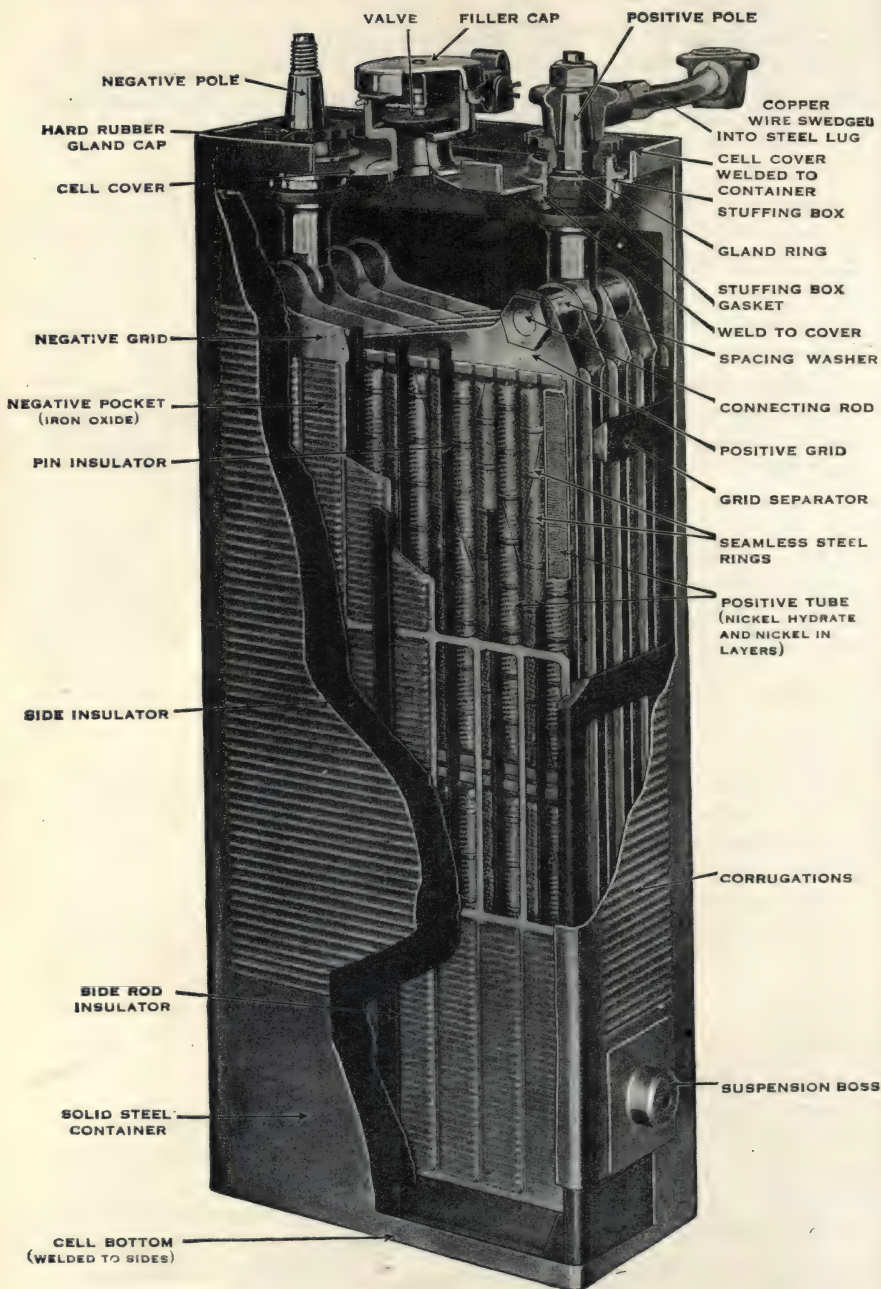 VALVE
FILLER CAP
POSITIVE POLE
NEGATIVE POLE
HARD RUBBER
GLAND CAP
CELL COVER
NEGATIVE GRID
NEGATIVE POCKET
(IRON OXIDE)
PIN INSULATOR
SIDE INSULATOR
SIDE ROD
INSULATOR
SOLID STEEL
CONTAINER
CELL BOTTOM
(WELDED TO SIDES)
COPPER
WIRE SWEDGED
INTO STEEL LUG
CELL COVER
WELDED TO
CONTAINER
STUFFING BOX
GLAND RING
STUFFING BOX
GASKET
WELD TO COVER
SPACING WASHER
CONNECTING ROD
POSITIVE GRID
GRID SEPARATOR
SEAMLESS STEEL
RINGS
POSITIVE TUBE
(NICKEL HYDRATE
AND NICKEL IN
LAYERS)
CORRUGATIONS
SUSPENSION BOSS